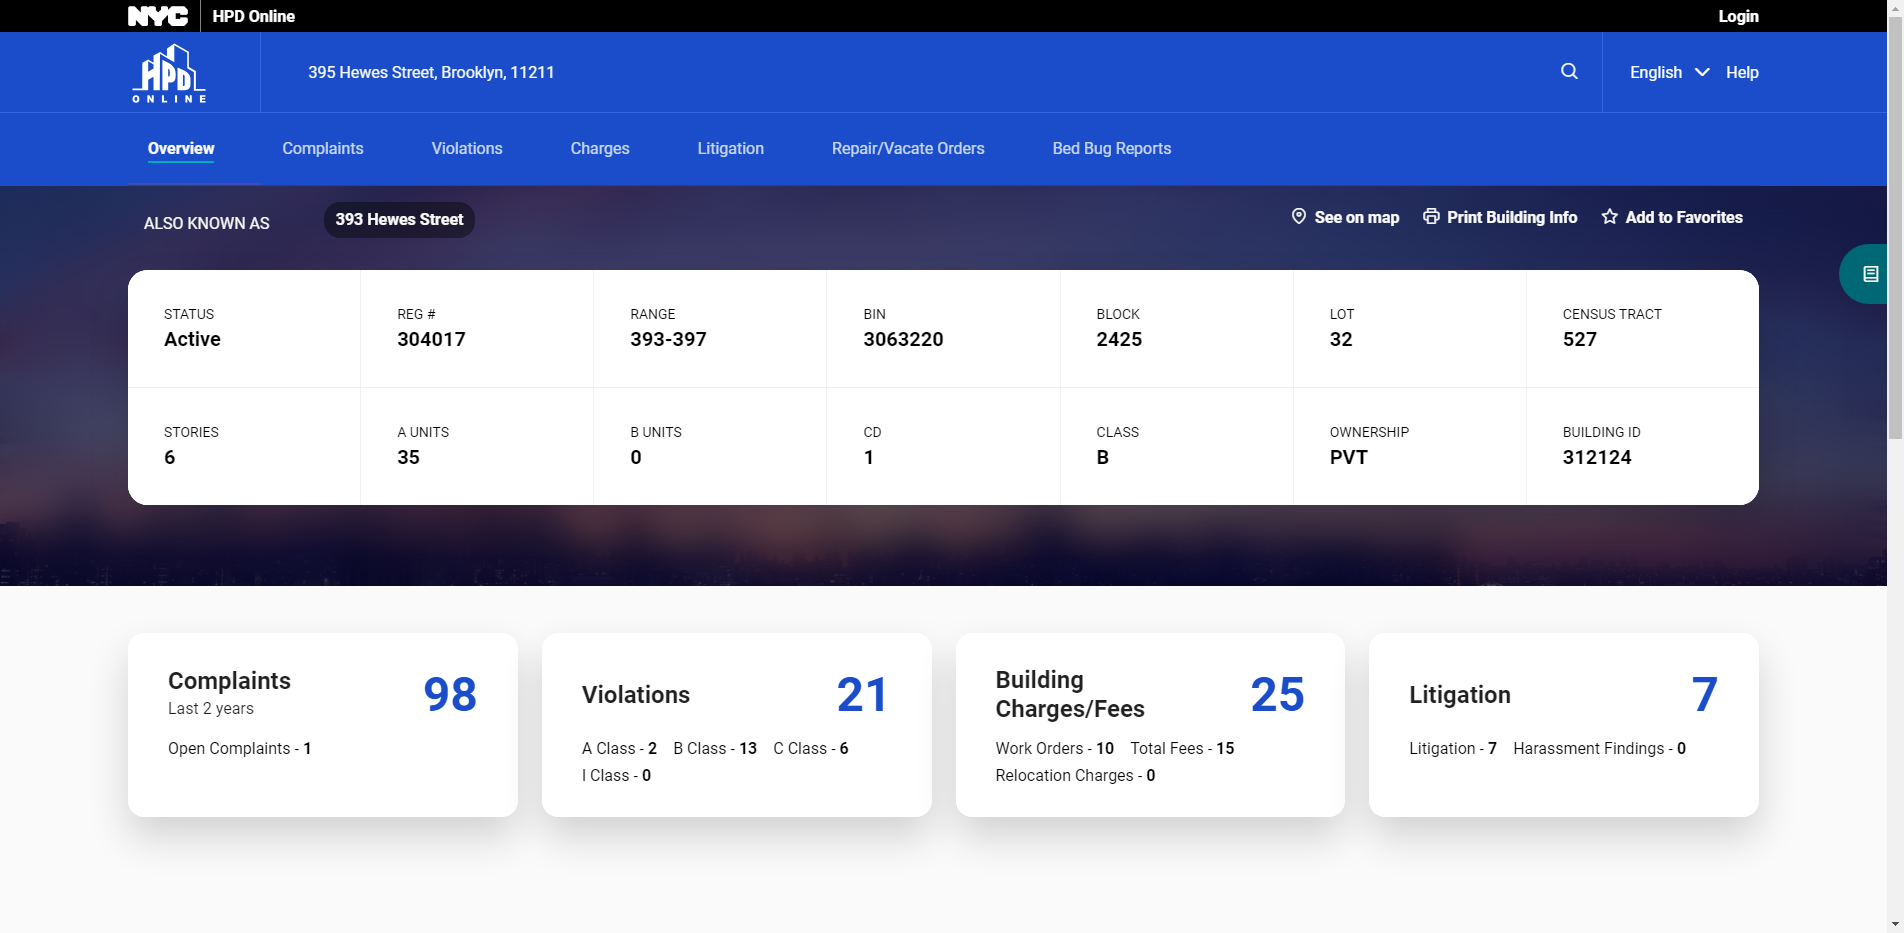 NYC HPD Online Login
HPD ONLINE
395 Hewes Street, Brooklyn, 11211
English Help
Overview Complaints Violations Charges Litigation Repair/Vacate Orders Bed Bug Reports
ALSO KNOWN AS 393 Hewes Street
See on map Print Building Info Add to Favorites
STATUS REG # RANGE BIN BLOCK LOT CENSUS TRACT
Active 304017 393-397 3063220 2425 32 527
STORIES A UNITS B UNITS CD CLASS OWNERSHIP BUILDING ID
6 35 0 1 B PVT 312124
Complaints 98
Last 2 years
Open Complaints - 1
Violations 21
A Class - 2 B Class - 13 C Class - 6
I Class - 0
Building
Charges/Fees 25
Work Orders - 10 Total Fees - 15
Relocation Charges - 0
Litigation 7
Litigation - 7 Harassment Findings - 0